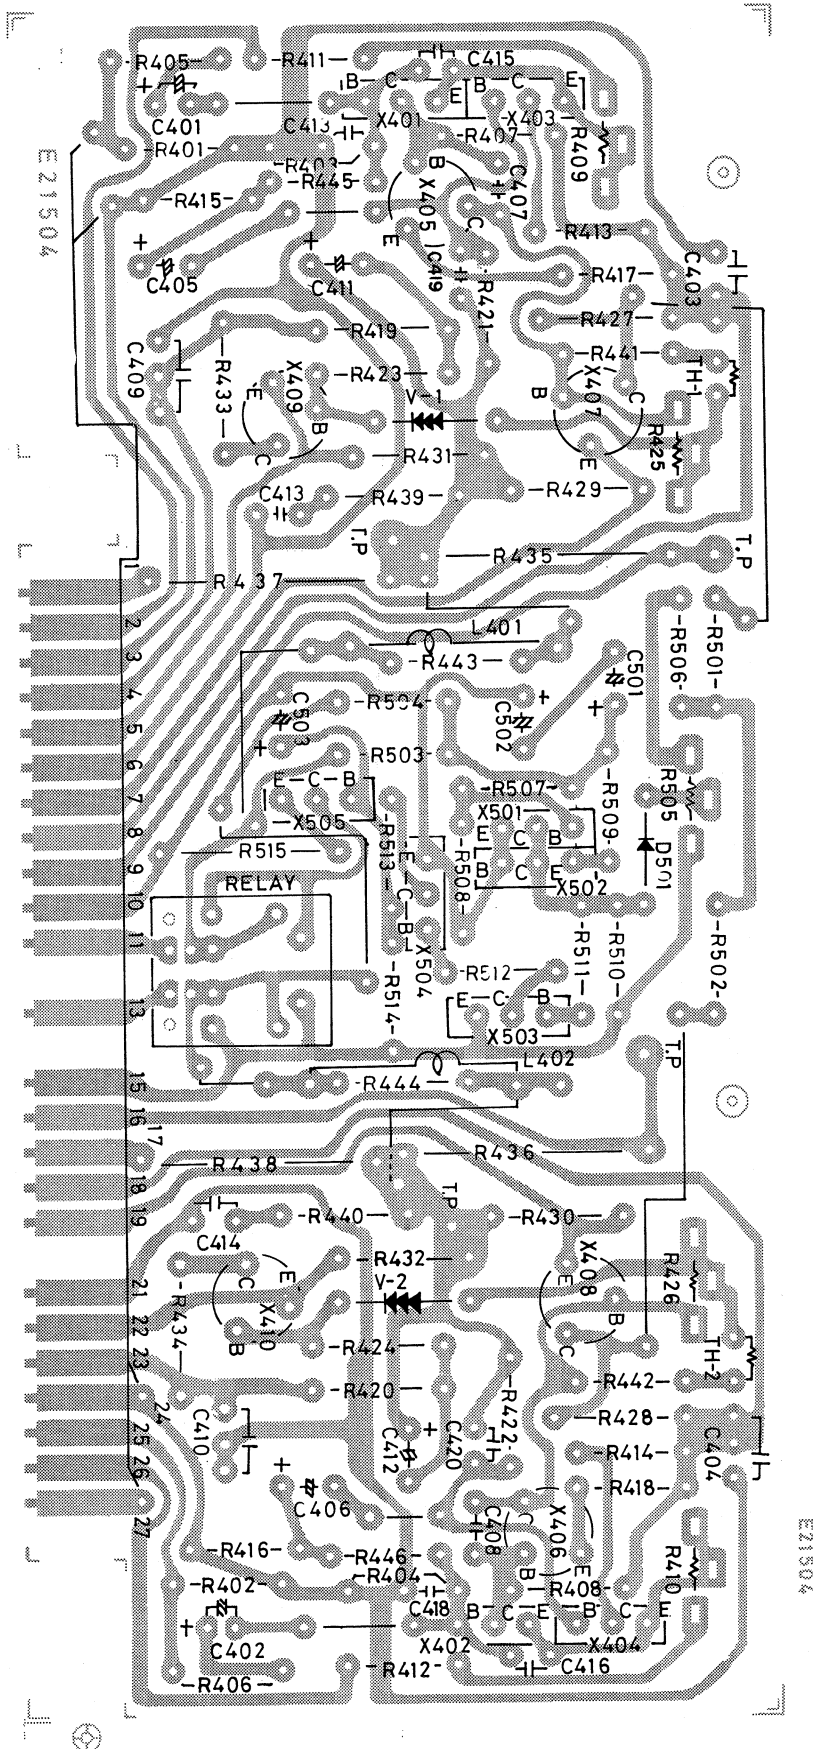 -R405-
-R411-
C415
+
B C E
B C E
C401
C413
X401
-R407-
X403
-R401-
R409
E21504
-R403-
-R445-
B
C407
-R415-
X405
C
E
-R413-
+
+
C405
C411
C419
-R421-
-R417-
C403
-R427-
-R419-
C409
-R433-
X409
-R441-
TH-1
-R423-
E
B
X407
C
V-1
B
C
-R431-
E
R425
-R439-
-R429-
C413
T.P
T.P
-R435-
1
-R437-
2
L401
3
-R443-
-R506-
-R501-
C501
4
C503
-R504-
C502
+
+
5
+
-R503-
6
E-C-B
-R507-
-R509-
R505
7
X505
X501
8
-R515-
-R513-
E C B
D501
9
E-C-B
-R508-
B C E
X502
RELAY
10
11
X504
-R511-
-R510-
-R502-
-R512-
13
-R514-
E-C-B
X503
T.P
L402
15
-R444-
16
17
-R436-
-R438-
18
T.P
19
-R440-
-R430-
C414
-R432-
X408
R426
C
E
E
21
V-2
X410
B
22
-R434-
B
-R424-
C
TH-2
23
-R420-
-R442-
24
-R422-
-R428-
C410
+
25
C412
C420
-R414-
C404
26
+
-R418-
C406
X406
27
C408
C
E21504
-R416-
-R446-
B
E
R410
-R402-
-R404-
-R408-
C418
B C E
B C E
+
C402
X402
X404
-R412-
C416
-R406-